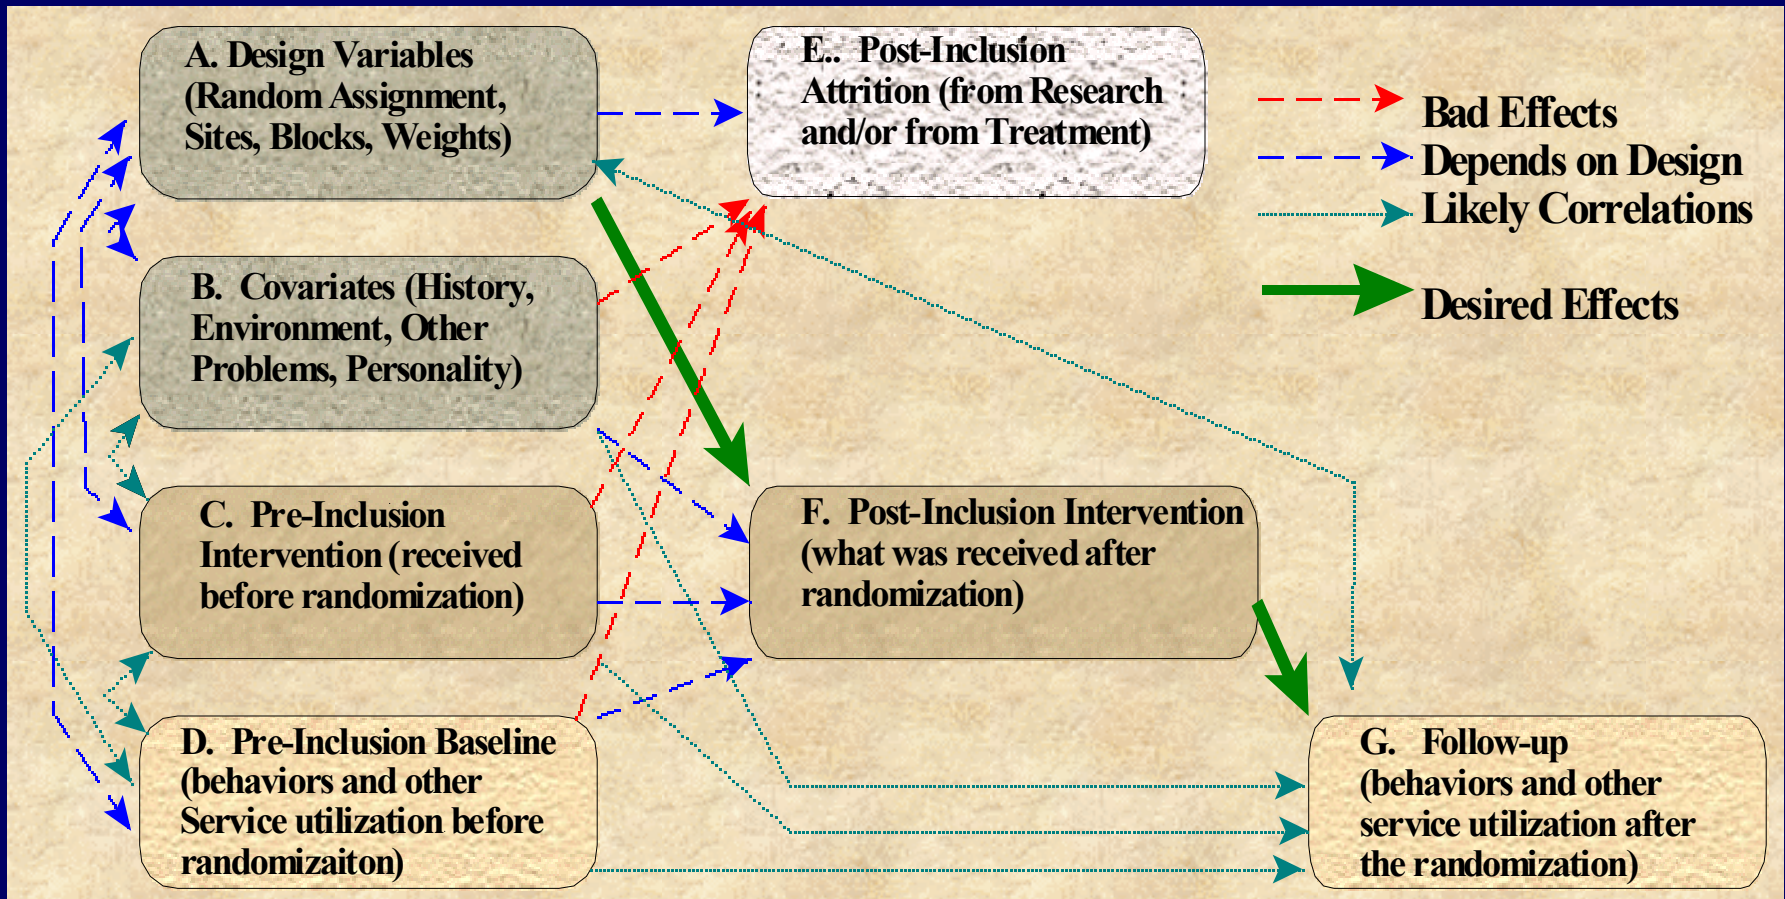 A. Design Variables
(Random Assignment,
Sites, Blocks, Weights)
E.. Post-Inclusion
Attrition (from Research
and/or from Treatment)
Bad Effects
Depends on Design
Likely Correlations
Desired Effects
B. Covariates (History,
Environment, Other
Problems, Personality)
C. Pre-Inclusion
Intervention (received
before randomization)
F. Post-Inclusion Intervention
(what was received after
randomization)
D. Pre-Inclusion Baseline
(behaviors and other
Service utilization before
randomizaiton)
G. Follow-up
(behaviors and other
service utilization after
the randomization)